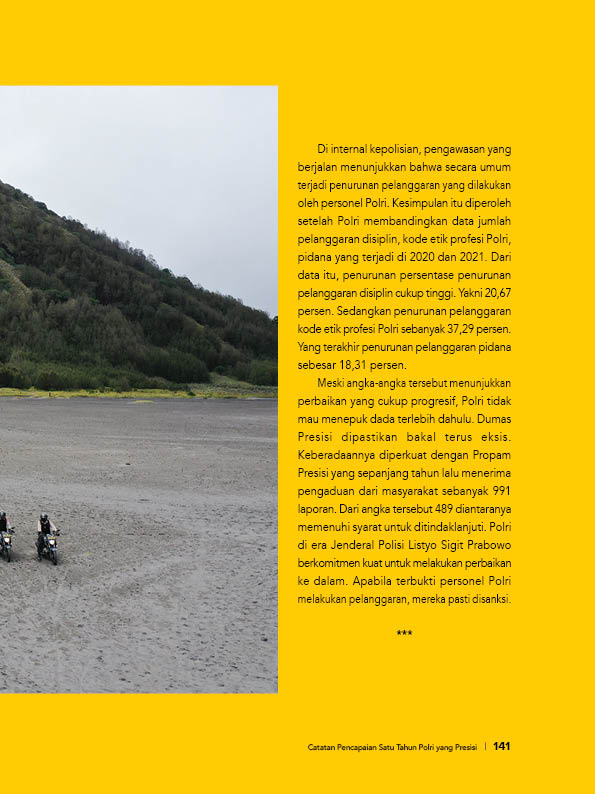 Di internal kepolisian, pengawasan yang
berjalan menunjukkan bahwa secara umum
terjadi penurunan pelanggaran yang dilakukan
oleh personel Polri. Kesimpulan itu diperoleh
setelah Polri membandingkan data jumlah
pelanggaran disiplin, kode etik profesi Polri,
pidana yang terjadi di 2020 dan 2021. Dari
data itu, penurunan persentase penurunan
pelanggaran disiplin cukup tinggi. Yakni 20,67
persen. Sedangkan penurunan pelanggaran
kode etik profesi Polri sebanyak 37,29 persen.
Yang terakhir penurunan pelanggaran pidana
sebesar 18,31 persen.
Meski angka-angka tersebut menunjukkan
perbaikan yang cukup progresif, Polri tidak
mau menepuk dada terlebih dahulu. Dumas
Presisi dipastikan bakal terus eksis.
Keberadaannya diperkuat dengan Propam
Presisi yang sepanjang tahun lalu menerima
pengaduan dari masyarakat sebanyak 991
laporan. Dari angka tersebut 489 diantaranya
memenuhi syarat untuk ditindaklanjuti. Polri
di era Jenderal Polisi Listyo Sigit Prabowo
berkomitmen kuat untuk melakukan perbaikan
ke dalam. Apabila terbukti personel Polri
melakukan pelanggaran, mereka pasti disanksi.
***
Catatan Pencapaian Satu Tahun Polri yang Presisi | 141